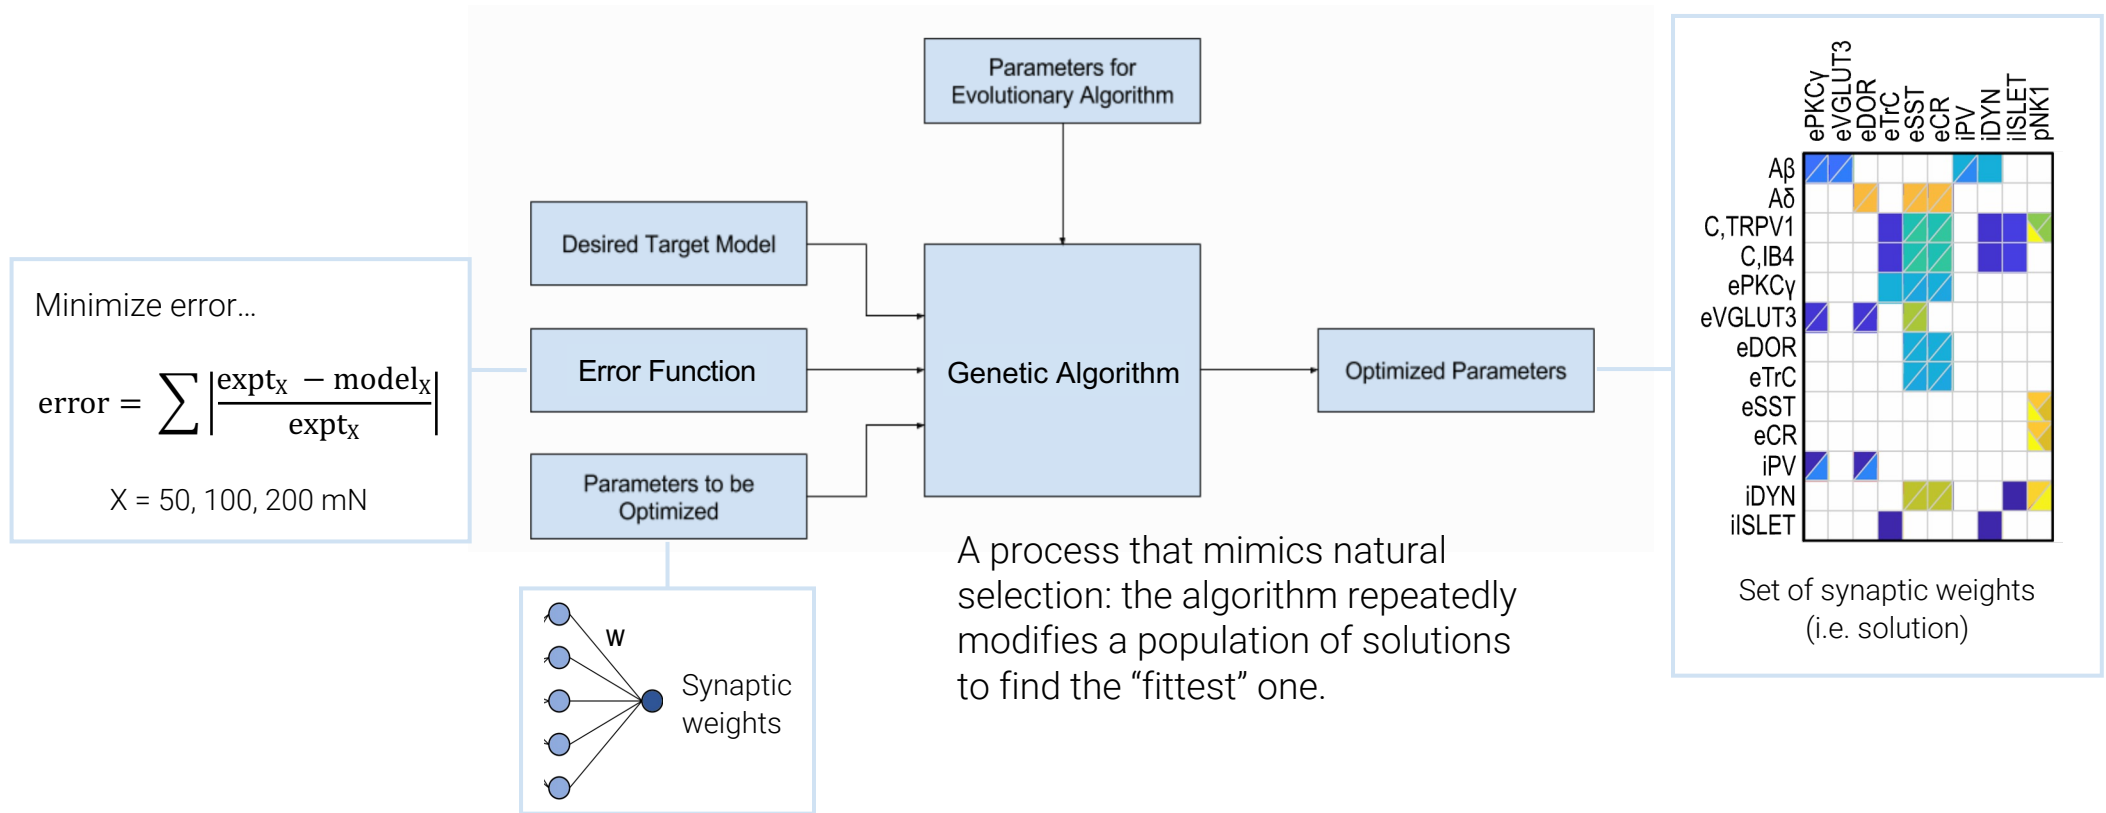 Minimize error…
error = ∑ |exptX − modelX / exptX|
X = 50, 100, 200 mN
Parameters for
Evolutionary Algorithm
Desired Target Model
Error Function
Parameters to be
Optimized
Genetic Algorithm
Optimized Parameters
W
Synaptic
weights
A process that mimics natural
selection: the algorithm repeatedly
modifies a population of solutions
to find the “fittest” one.
ePKCγ
eVGLUT3
eDOR
eTrC
eSST
eCR
iPV
iDYN
iISLET
pNK1
Aβ
Aδ
C,TRPV1
C,IB4
ePKCγ
eVGLUT3
eDOR
eTrC
eSST
eCR
iPV
iDYN
iISLET
Set of synaptic weights
(i.e. solution)